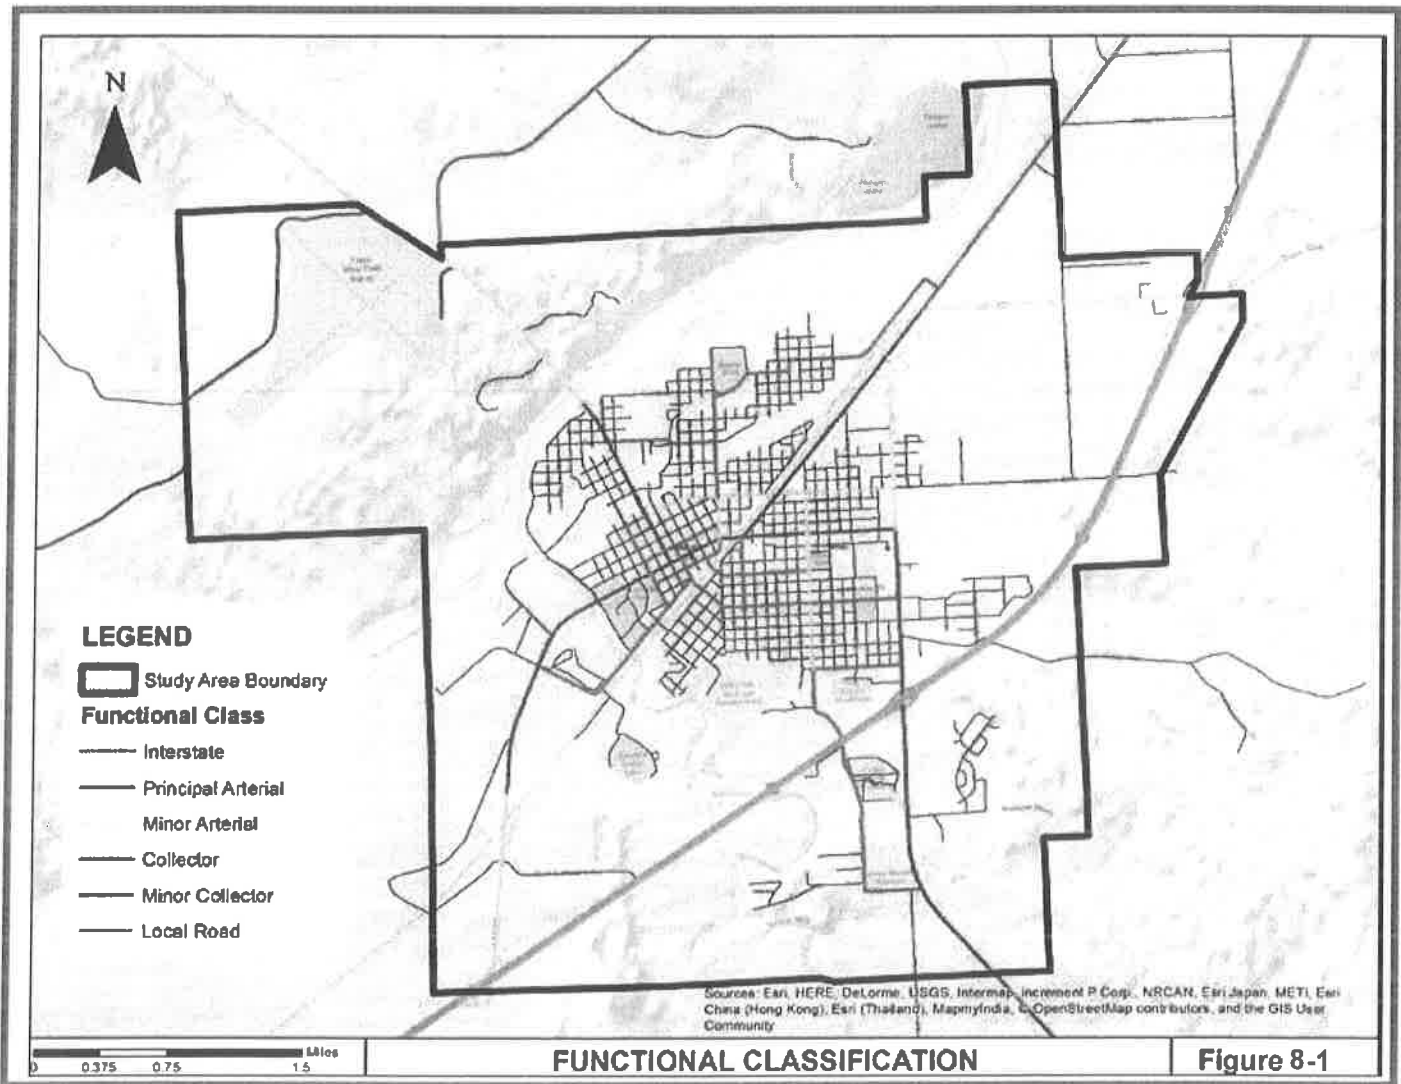 N
LEGEND
Study Area Boundary
Functional Class
Interstate
Principal Arterial
Minor Arterial
Collector
Minor Collector
Local Road
Sources: Esri, HERE, DeLorme, USGS, Intermap, increment P Corp., NRCAN, Esri Japan, METI, Esri
China (Hong Kong), Esri (Thailand), MapmyIndia, © OpenStreetMap contributors, and the GIS User
Community
Miles
0 0.375 0.75 1.5
FUNCTIONAL CLASSIFICATION
Figure 8-1